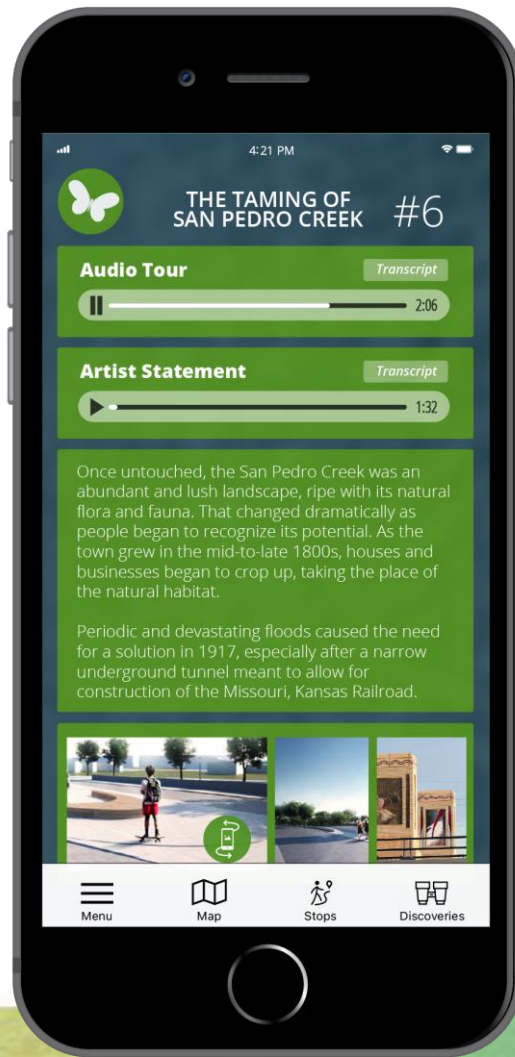 4:21 PM
THE TAMING OF
SAN PEDRO CREEK
#6
Audio Tour
Transcript
2:06
Artist Statement
Transcript
1:32
Once untouched, the San Pedro Creek was an
abundant and lush landscape, ripe with its natural
flora and fauna. That changed dramatically as
people began to recognize its potential. As the
town grew in the mid-to-late 1800s, houses and
businesses began to crop up, taking the place of
the natural habitat.
Periodic and devastating floods caused the need
for a solution in 1917, especially after a narrow
underground tunnel meant to allow for
construction of the Missouri, Kansas Railroad.
Menu
Map
Stops
Discoveries